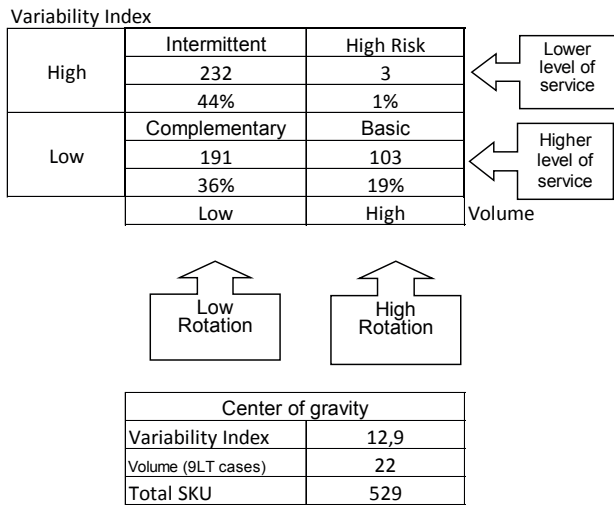 Variability Index
High
Intermittent
High Risk
232
3
44%
1%
Lower
level of
service
Low
Complementary
Basic
191
103
36%
19%
Higher
level of
service
Low
High
Volume
Low
Rotation
High
Rotation
Center of gravity
Variability Index
12,9
Volume (9LT cases)
22
Total SKU
529